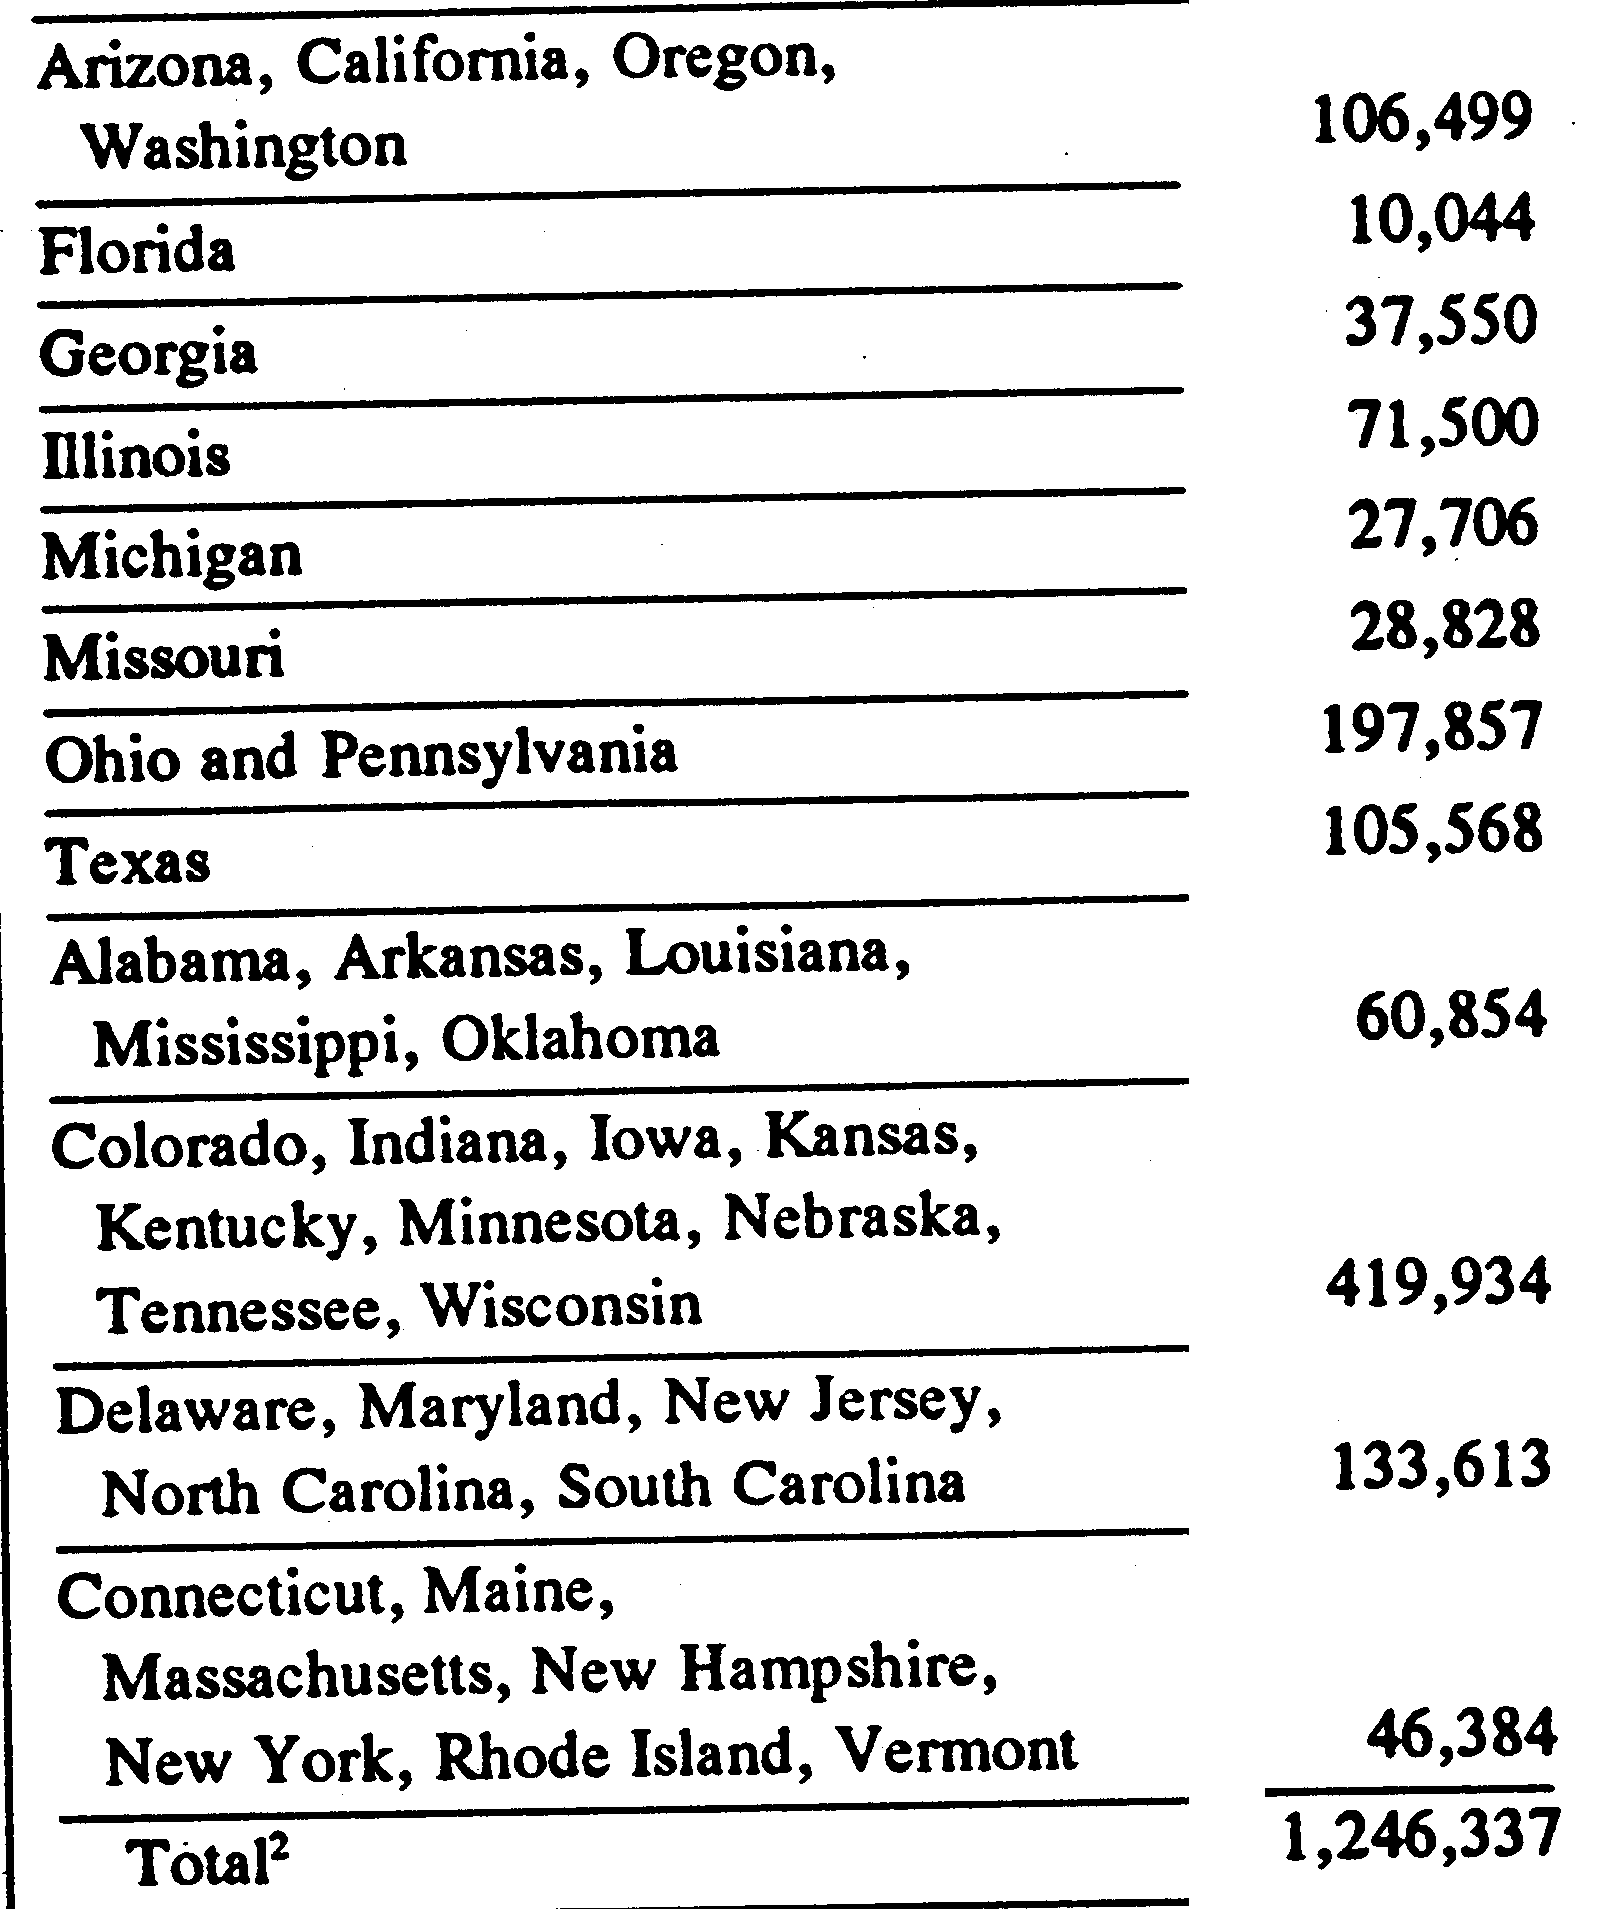 Arizona, California, Oregon,
Washington 106,499
Florida 10,044
Georgia 37,550
Illinois 71,500
Michigan 27,706
Missouri 28,828
Ohio and Pennsylvania 197,857
Texas 105,568
Alabama, Arkansas, Louisiana,
Mississippi, Oklahoma 60,854
Colorado, Indiana, Iowa, Kansas,
Kentucky, Minnesota, Nebraska,
Tennessee, Wisconsin 419,934
Delaware, Maryland, New Jersey,
North Carolina, South Carolina 133,613
Connecticut, Maine,
Massachusetts, New Hampshire,
New York, Rhode Island, Vermont 46,384
Total² 1,246,337